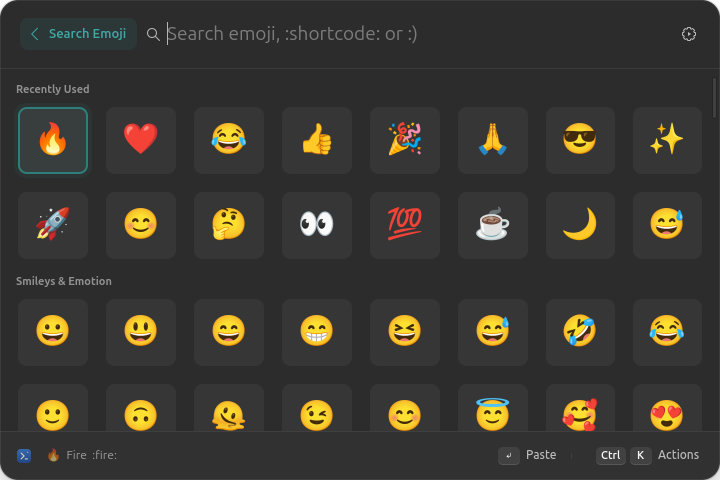 Search Emoji
Search emoji, :shortcode: or :)
Recently Used
Smileys & Emotion
Fire :fire:
Paste
Ctrl K Actions